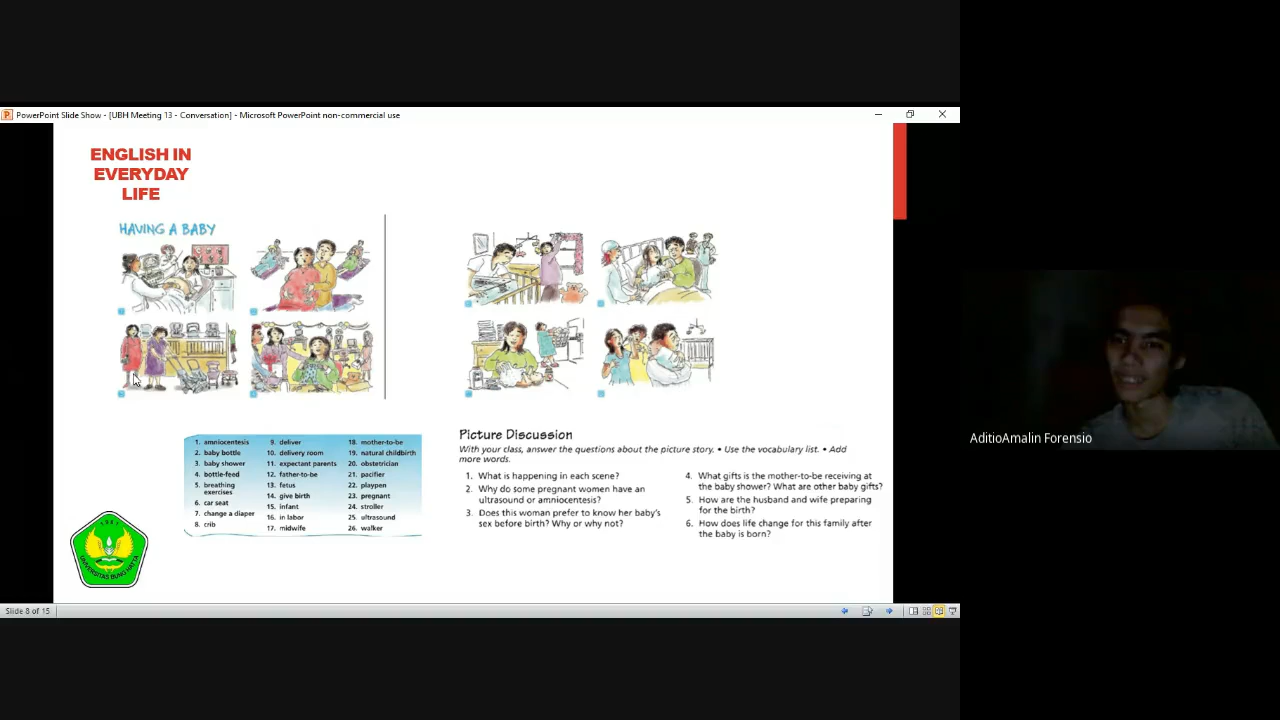 PowerPoint Slide Show - [UBH Meeting 13 - Conversation] - Microsoft PowerPoint non-commercial use
ENGLISH IN
EVERYDAY
LIFE
HAVING A BABY
1. amniocentesis
2. baby bottle
3. baby shower
4. bottle-feed
5. breathing
exercises
6. car seat
7. change a diaper
8. crib
9. deliver
10. delivery room
11. expectant parents
12. father-to-be
13. fetus
14. give birth
15. infant
16. in labor
17. midwife
18. mother-to-be
19. natural childbirth
20. obstetrician
21. pacifier
22. playpen
23. pregnant
24. stroller
25. ultrasound
26. walker
Picture Discussion
With your class, answer the questions about the picture story. • Use the vocabulary list. • Add
more words.
1. What is happening in each scene?
2. Why do some pregnant women have an
ultrasound or amniocentesis?
3. Does this woman prefer to know her baby's
sex before birth? Why or why not?
4. What gifts is the mother-to-be receiving at
the baby shower? What are other baby gifts?
5. How are the husband and wife preparing
for the birth?
6. How does life change for this family after
the baby is born?
1981
UNIVERSITAS BUNG HATTA
Slide 8 of 15
AditioAmalin Forensio